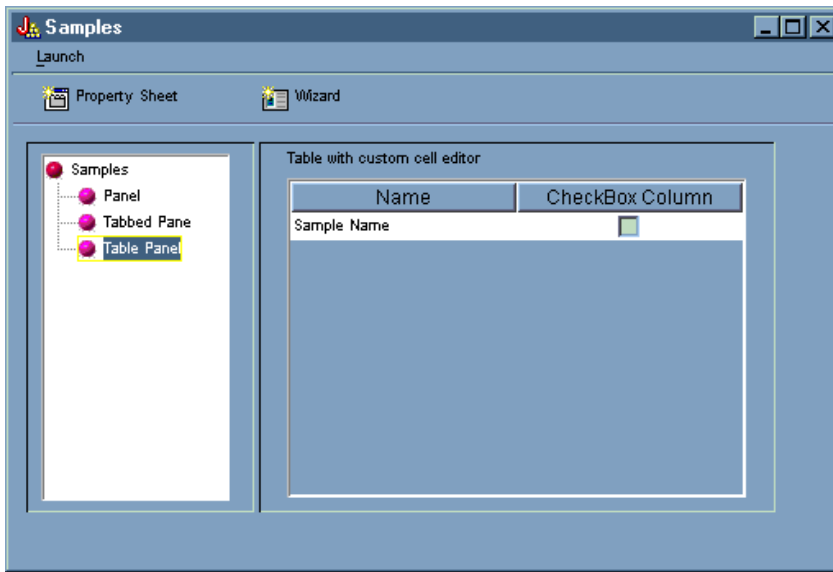 Samples
Launch
Property Sheet
Wizard
Samples
Panel
Tabbed Pane
Table Panel
Table with custom cell editor
Name CheckBox Column
Sample Name